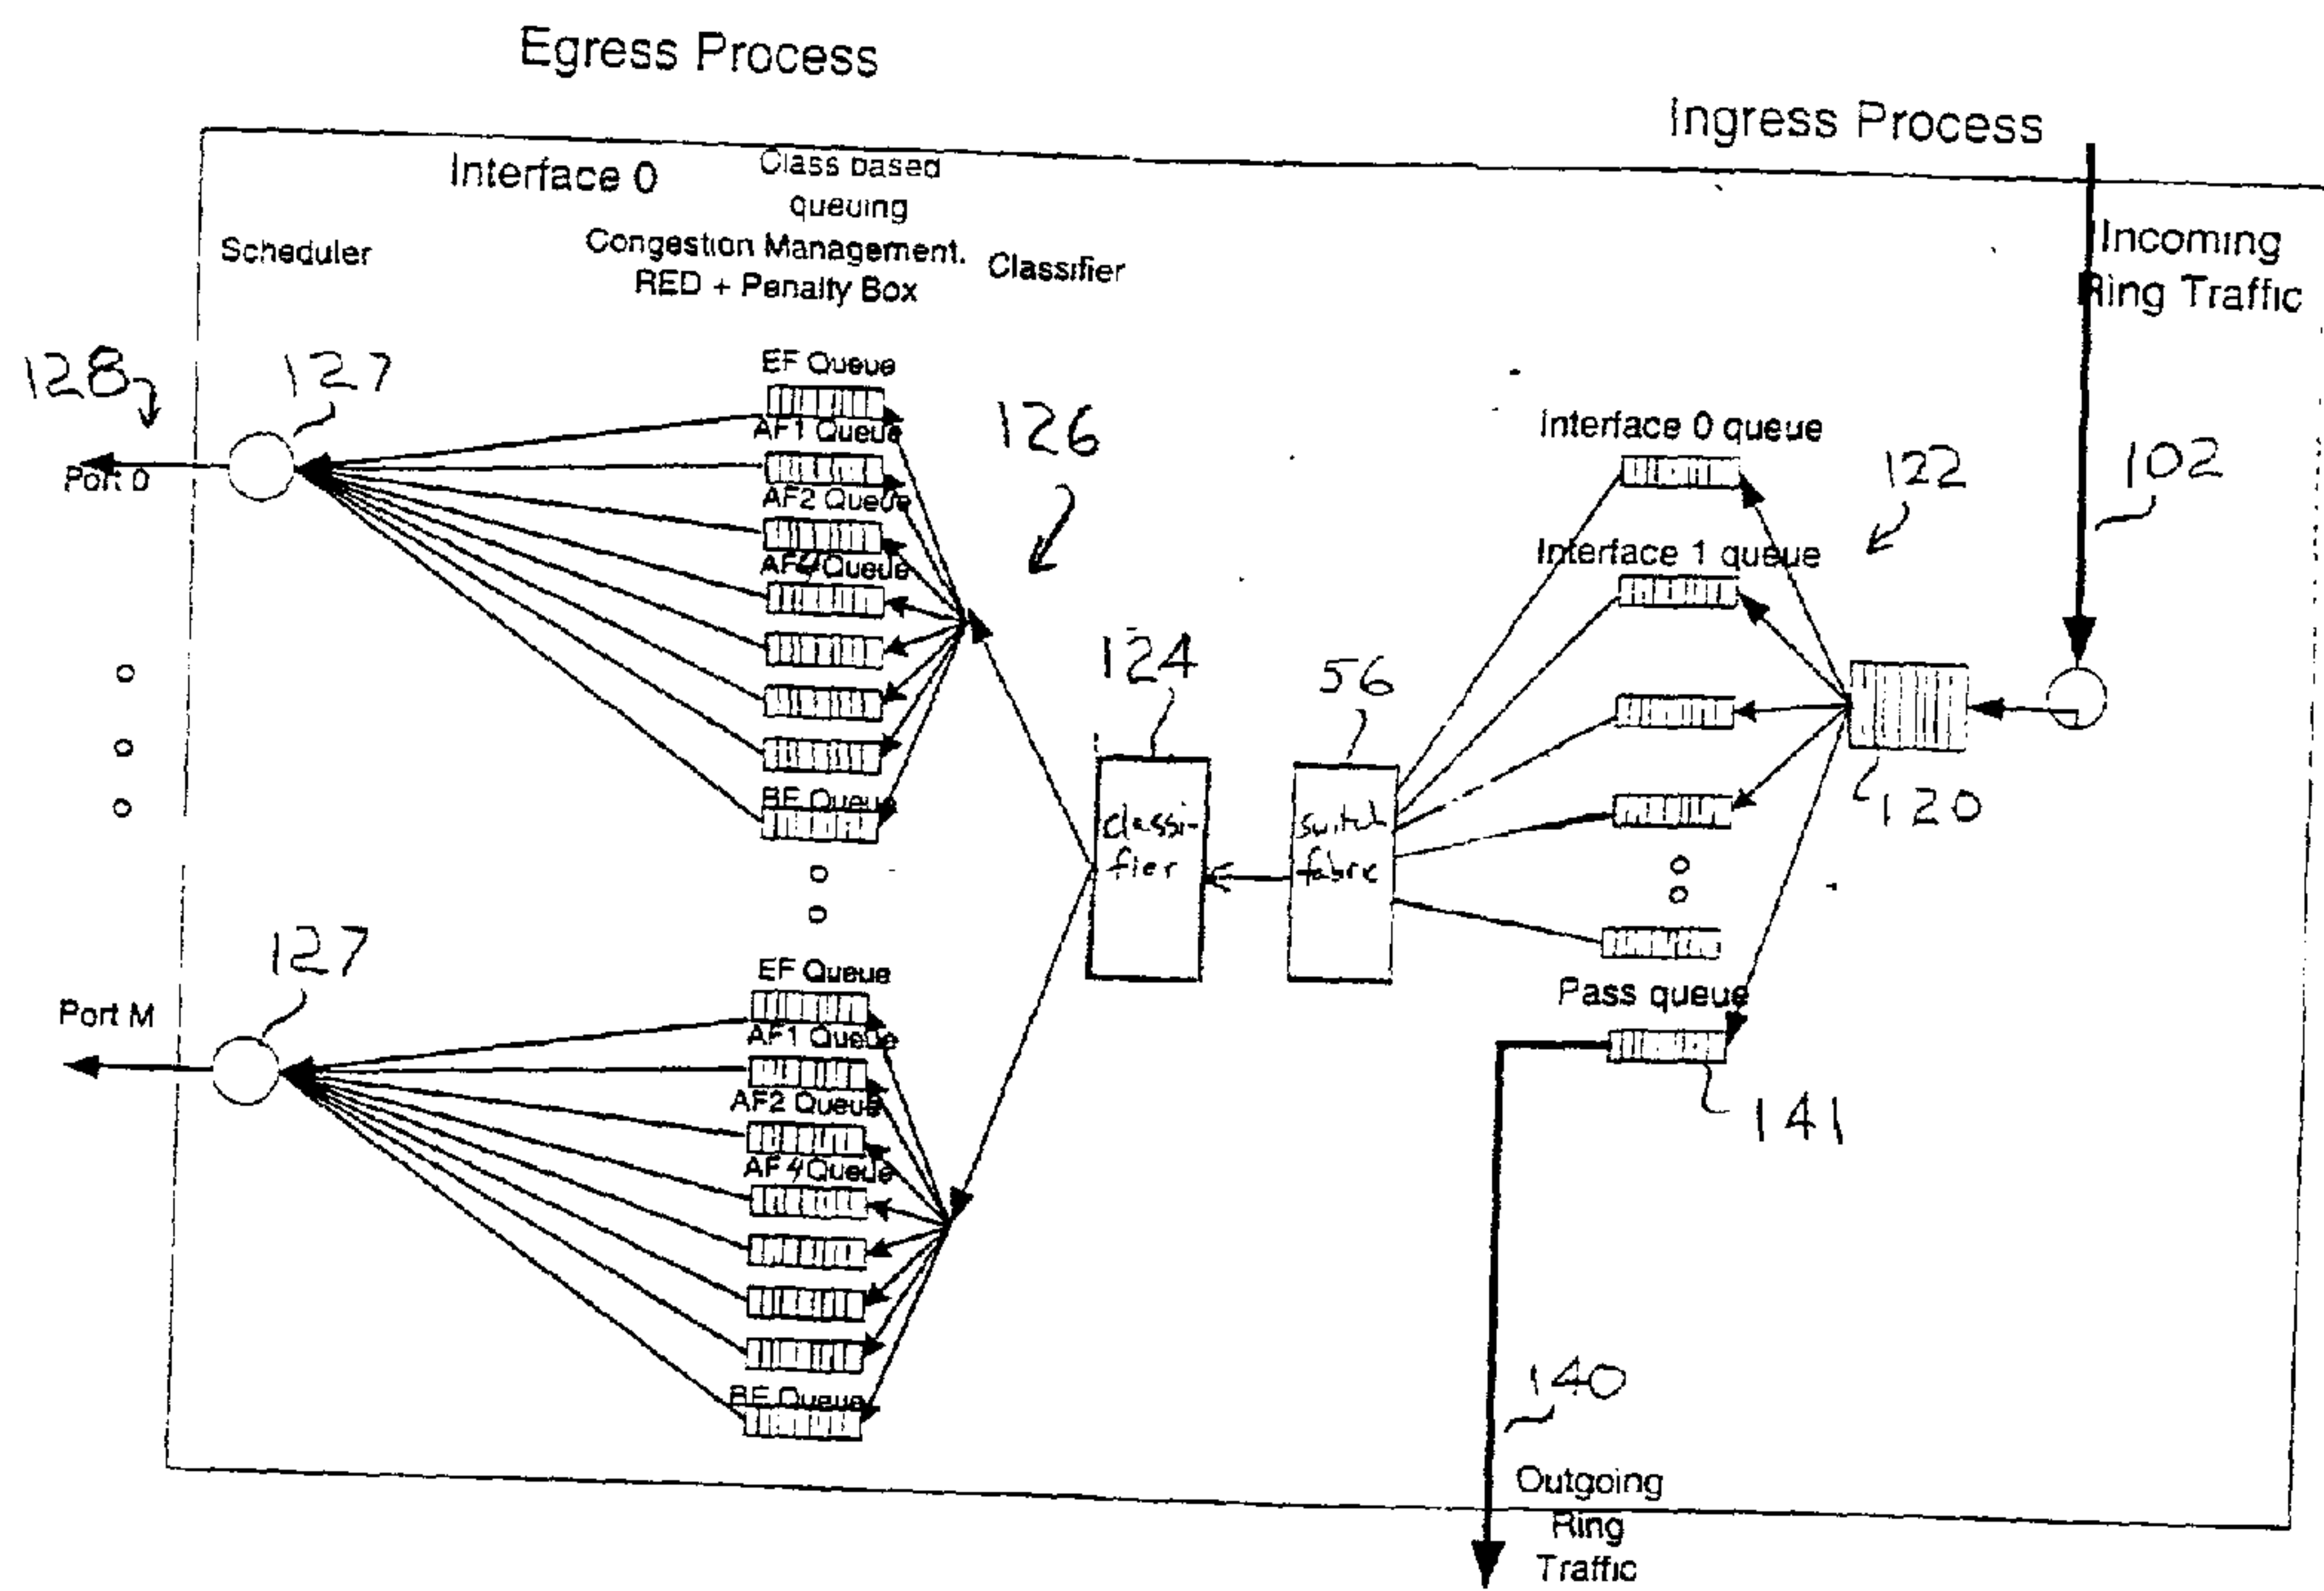 Egress Process
Ingress Process
Interface 0
Class based
queuing
Scheduler
Congestion Management.
RED + Penalty Box
Classifier
Incoming
Ring Traffic
128
127
Port 0
EF Queue
AF1 Queue
AF2 Queue
AF4 Queue
BE Queue
126
124
classi-
fier
56
switch
fabric
Interface 0 queue
Interface 1 queue
122
102
120
Pass queue
141
127
Port M
EF Queue
AF1 Queue
AF2 Queue
AF4 Queue
BE Queue
140
Outgoing
Ring
Traffic